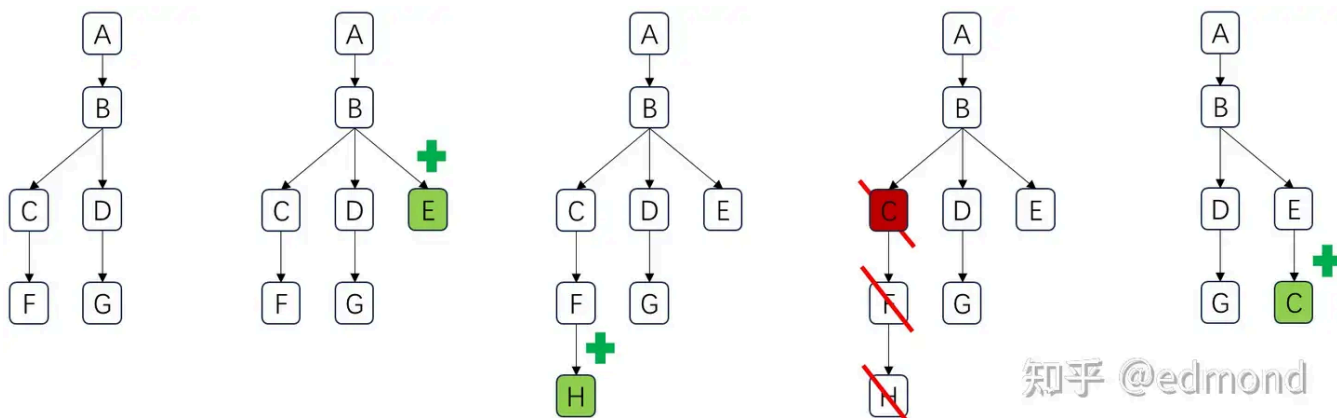 A A A A A
B B B B B
C D C D E C D E C D E D E
F G F G F G F G G C
H H
知乎 @edmond